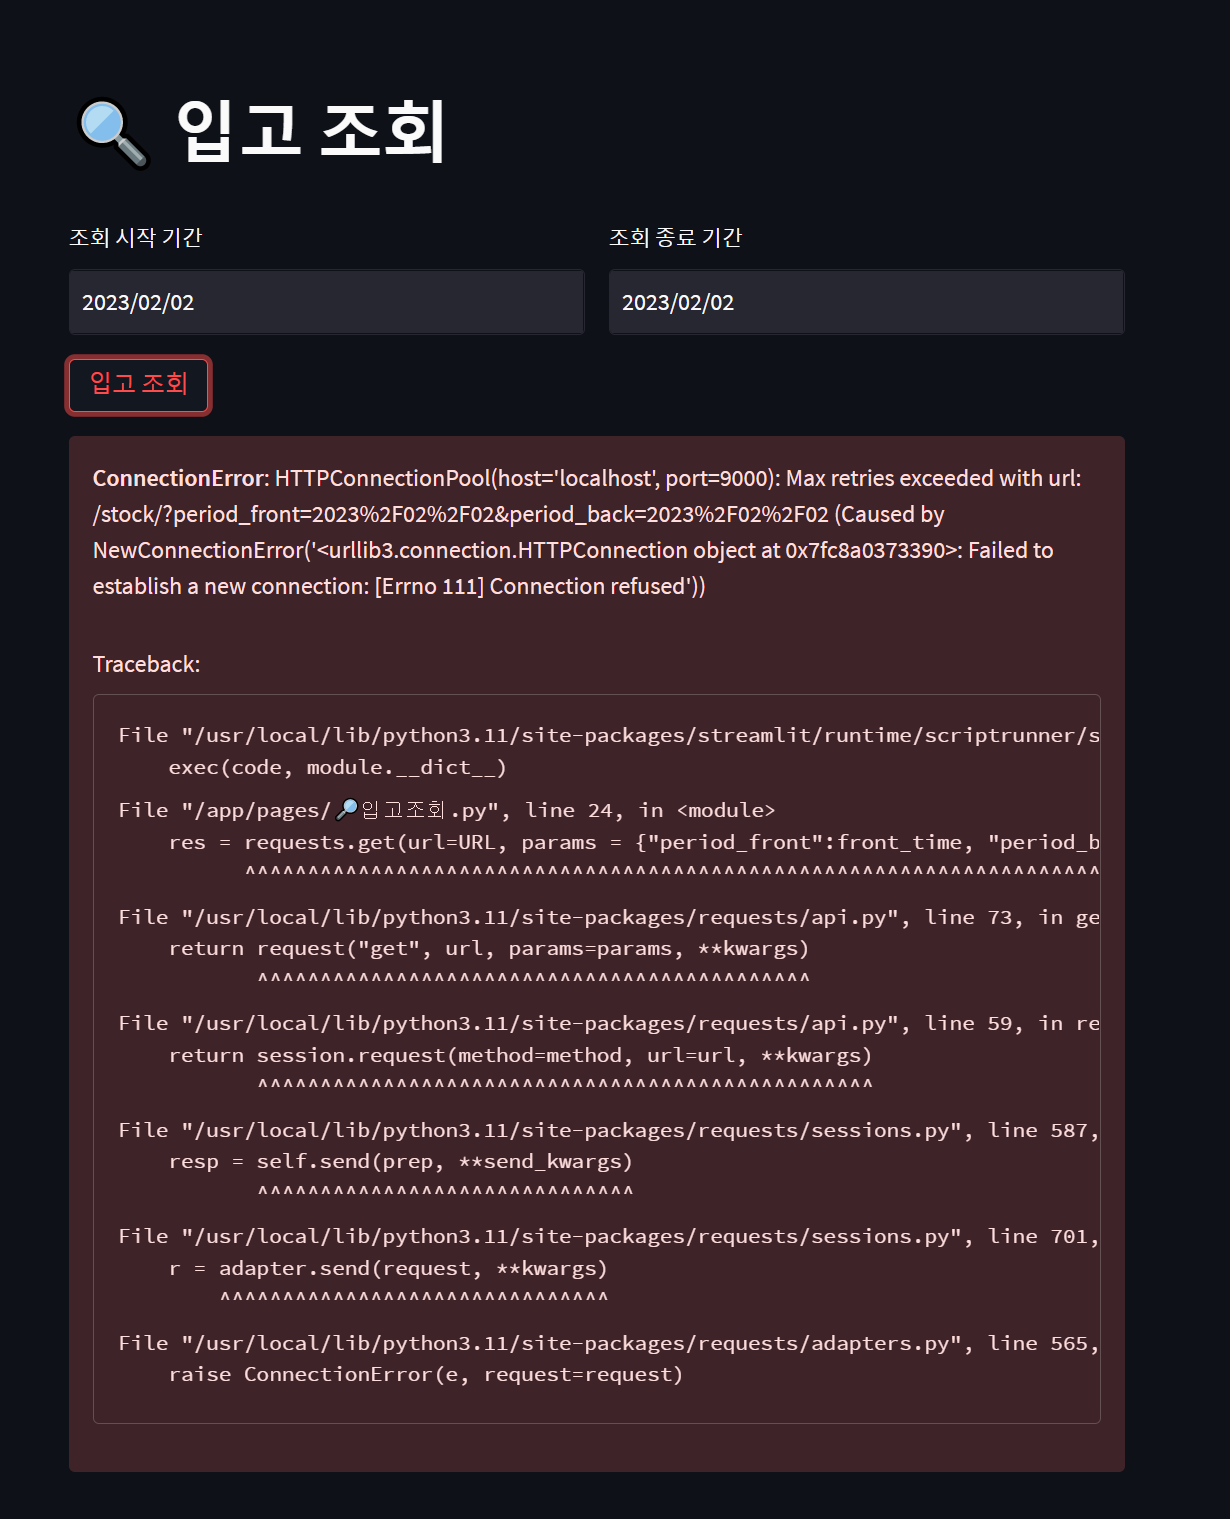 🔍 입고 조회
조회 시작 기간
조회 종료 기간
2023/02/02
2023/02/02
입고 조회
ConnectionError: HTTPConnectionPool(host='localhost', port=9000): Max retries exceeded with url:
/stock/?period_front=2023%2F02%2F02&period_back=2023%2F02%2F02 (Caused by
NewConnectionError('<urllib3.connection.HTTPConnection object at 0x7fc8a0373390>: Failed to
establish a new connection: [Errno 111] Connection refused'))
Traceback:
File "/usr/local/lib/python3.11/site-packages/streamlit/runtime/scriptrunner/s
exec(code, module.__dict__)
File "/app/pages/🔎입고조회.py", line 24, in <module>
res = requests.get(url=URL, params = {"period_front":front_time, "period_b
^^^^^^^^^^^^^^^^^^^^^^^^^^^^^^^^^^^^^^^^^^^^^^^^^^^^^^^^^^^^^^^^^^^^
File "/usr/local/lib/python3.11/site-packages/requests/api.py", line 73, in ge
return request("get", url, params=params, **kwargs)
^^^^^^^^^^^^^^^^^^^^^^^^^^^^^^^^^^^^^^^^^^^^
File "/usr/local/lib/python3.11/site-packages/requests/api.py", line 59, in re
return session.request(method=method, url=url, **kwargs)
^^^^^^^^^^^^^^^^^^^^^^^^^^^^^^^^^^^^^^^^^^^^^^^^^
File "/usr/local/lib/python3.11/site-packages/requests/sessions.py", line 587,
resp = self.send(prep, **send_kwargs)
^^^^^^^^^^^^^^^^^^^^^^^^^^^^^^
File "/usr/local/lib/python3.11/site-packages/requests/sessions.py", line 701,
r = adapter.send(request, **kwargs)
^^^^^^^^^^^^^^^^^^^^^^^^^^^^^^^
File "/usr/local/lib/python3.11/site-packages/requests/adapters.py", line 565,
raise ConnectionError(e, request=request)